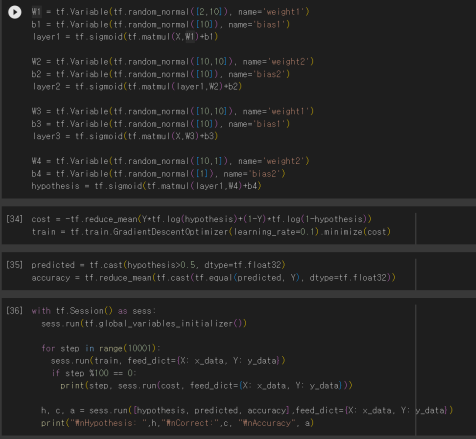 W1 = tf.Variable(tf.random_normal([2,10]), name='weight1')
b1 = tf.Variable(tf.random_normal([10]), name='bias1')
layer1 = tf.sigmoid(tf.matmul(X,W1)+b1)
W2 = tf.Variable(tf.random_normal([10,10]), name='weight2')
b2 = tf.Variable(tf.random_normal([10]), name='bias2')
layer2 = tf.sigmoid(tf.matmul(layer1,W2)+b2)
W3 = tf.Variable(tf.random_normal([10,10]), name='weight1')
b3 = tf.Variable(tf.random_normal([10]), name='bias1')
layer3 = tf.sigmoid(tf.matmul(X,W3)+b3)
W4 = tf.Variable(tf.random_normal([10,1]), name='weight2')
b4 = tf.Variable(tf.random_normal([1]), name='bias2')
hypothesis = tf.sigmoid(tf.matmul(layer1,W4)+b4)
[34] cost = -tf.reduce_mean(Y*tf.log(hypothesis)+(1-Y)*tf.log(1-hypothesis))
train = tf.train.GradientDescentOptimizer(learning_rate=0.1).minimize(cost)
[35] predicted = tf.cast(hypothesis>0.5, dtype=tf.float32)
accuracy = tf.reduce_mean(tf.cast(tf.equal(predicted, Y), dtype=tf.float32))
[36] with tf.Session() as sess:
sess.run(tf.global_variables_initializer())
for step in range(10001):
sess.run(train, feed_dict={X: x_data, Y: y_data})
if step %100 == 0:
print(step, sess.run(cost, feed_dict={X: x_data, Y: y_data}))
h, c, a = sess.run([hypothesis, predicted, accuracy],feed_dict={X: x_data, Y: y_data})
print("₩nHypothesis: ",h,"₩nCorrect:",c, "₩nAccuracy", a)